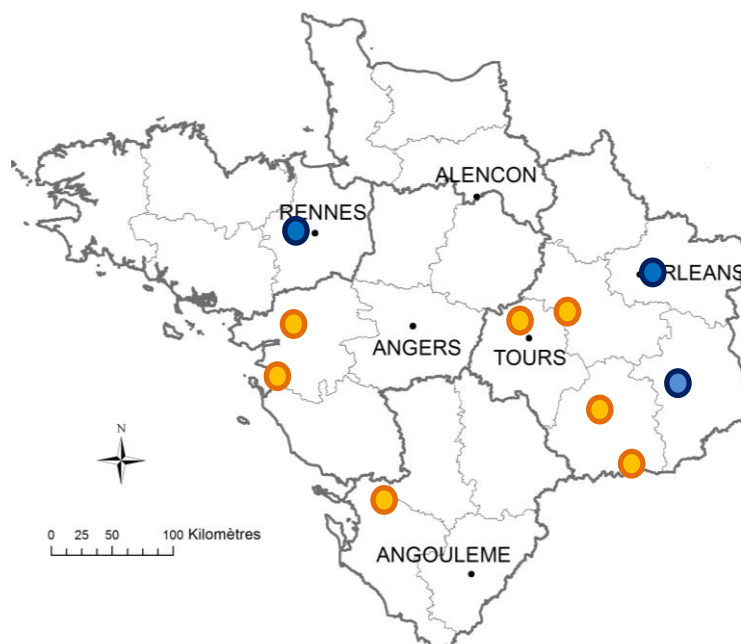 ALENCON
RENNES
RLEANS
ANGERS
TOURS
N
0 25 50 100 Kilomètres
ANGOULEME